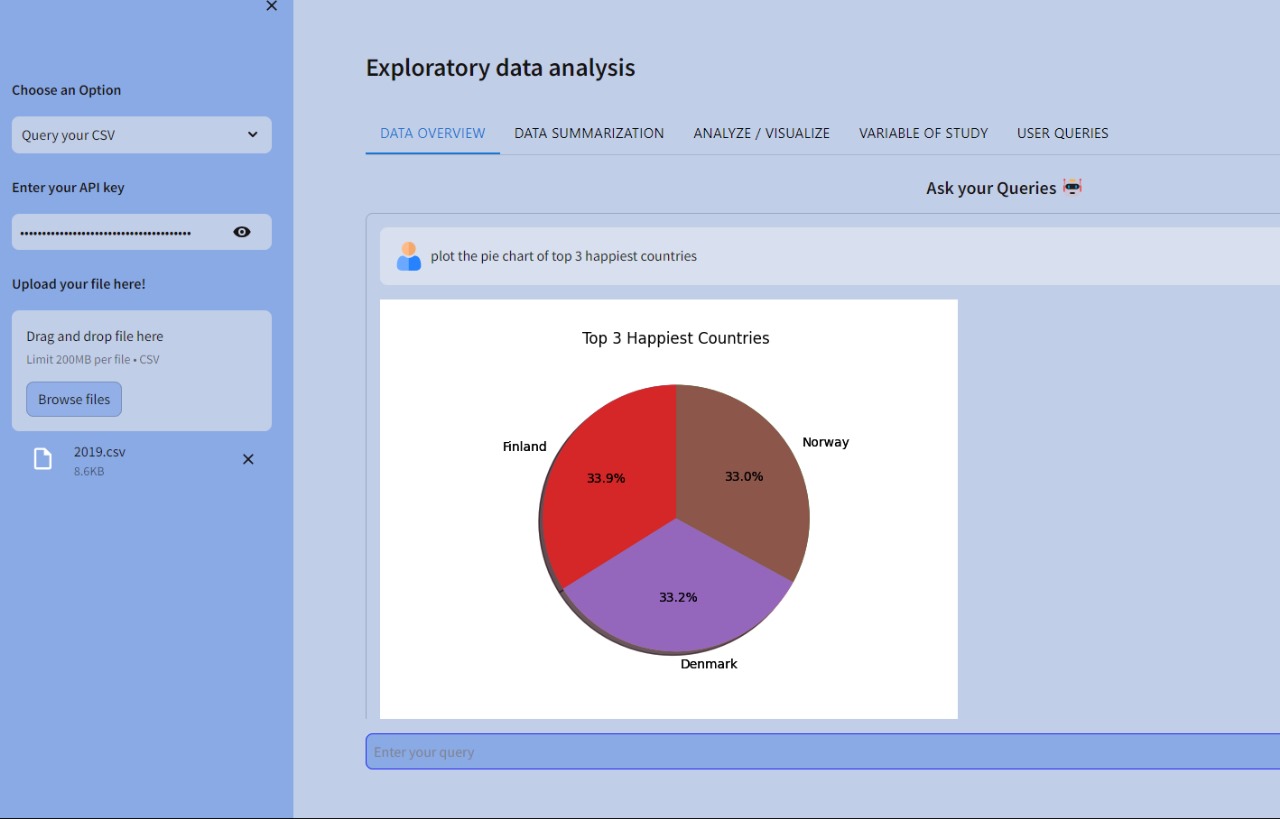 Choose an Option
Query your CSV
Enter your API key
••••••••••••••••••••••••••••••••••••••
Upload your file here!
Drag and drop file here
Limit 200MB per file • CSV
Browse files
2019.csv
8.6KB
Exploratory data analysis
DATA OVERVIEW DATA SUMMARIZATION ANALYZE / VISUALIZE VARIABLE OF STUDY USER QUERIES
Ask your Queries
plot the pie chart of top 3 happiest countries
Top 3 Happiest Countries
Finland
Norway
33.9%
33.0%
33.2%
Denmark
Enter your query